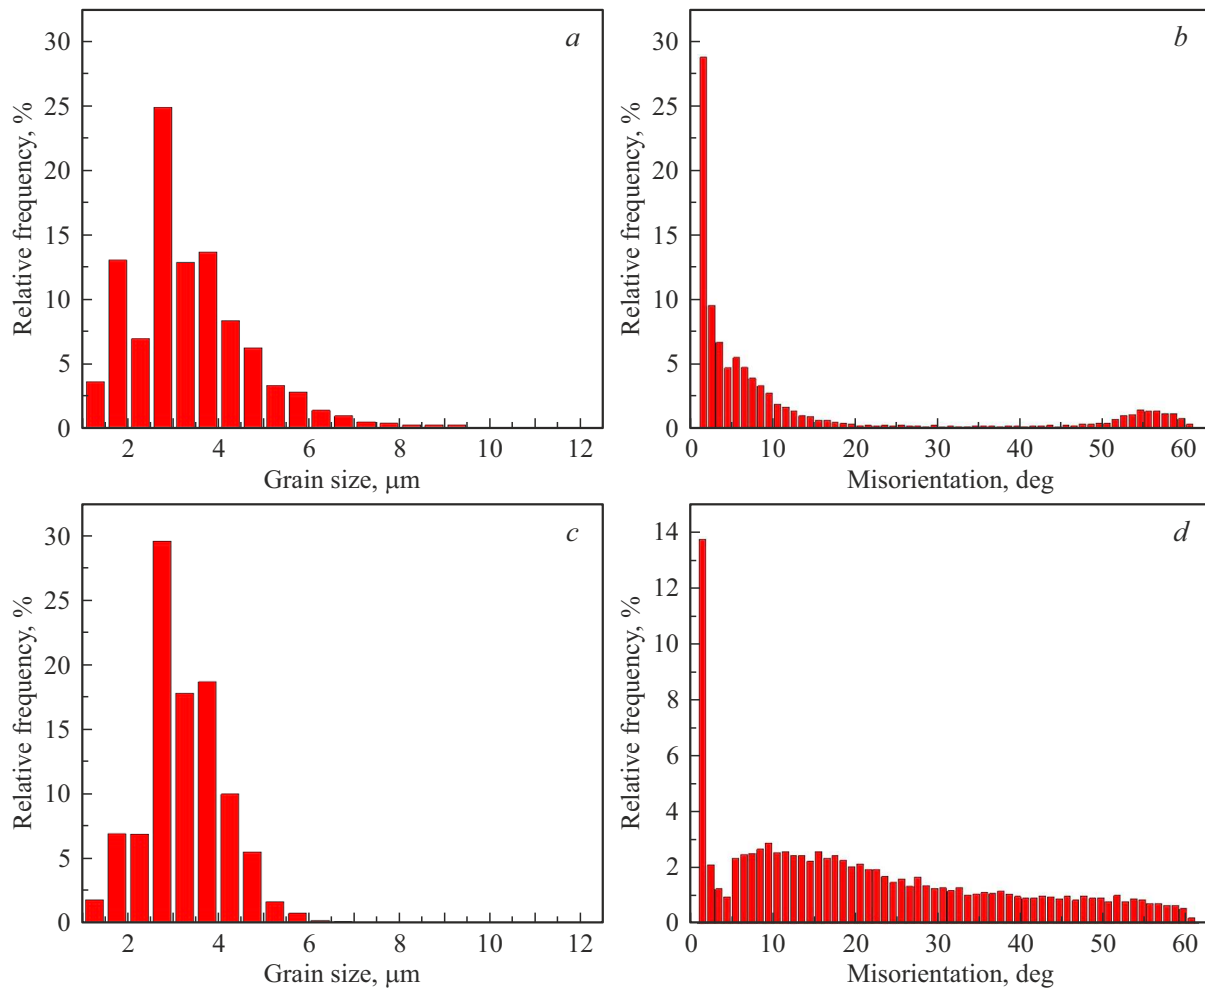 a
30
25
20
15
10
5
0
Relative frequency, %
2 4 6 8 10 12
Grain size, μm
b
30
25
20
15
10
5
0
Relative frequency, %
0 10 20 30 40 50 60
Misorientation, deg
c
30
25
20
15
10
5
0
Relative frequency, %
2 4 6 8 10 12
Grain size, μm
d
14
12
10
8
6
4
2
0
Relative frequency, %
0 10 20 30 40 50 60
Misorientation, deg